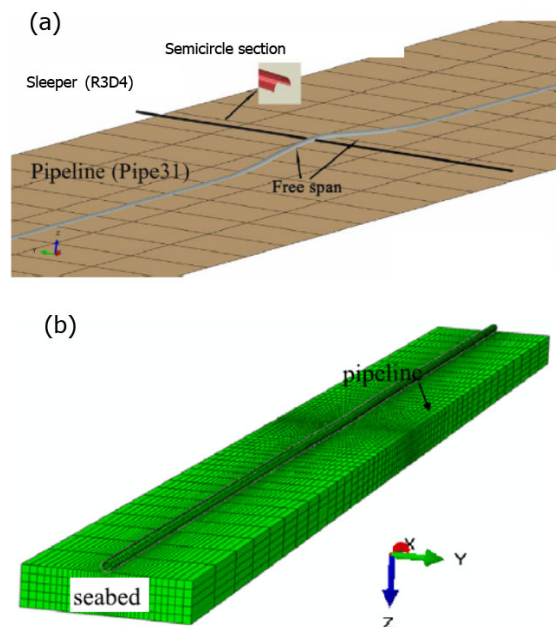 (a)
Semicircle section
Sleeper (R3D4)
Pipeline (Pipe31)
Free span
Z
Y
(b)
pipeline
seabed
X
Y
Z